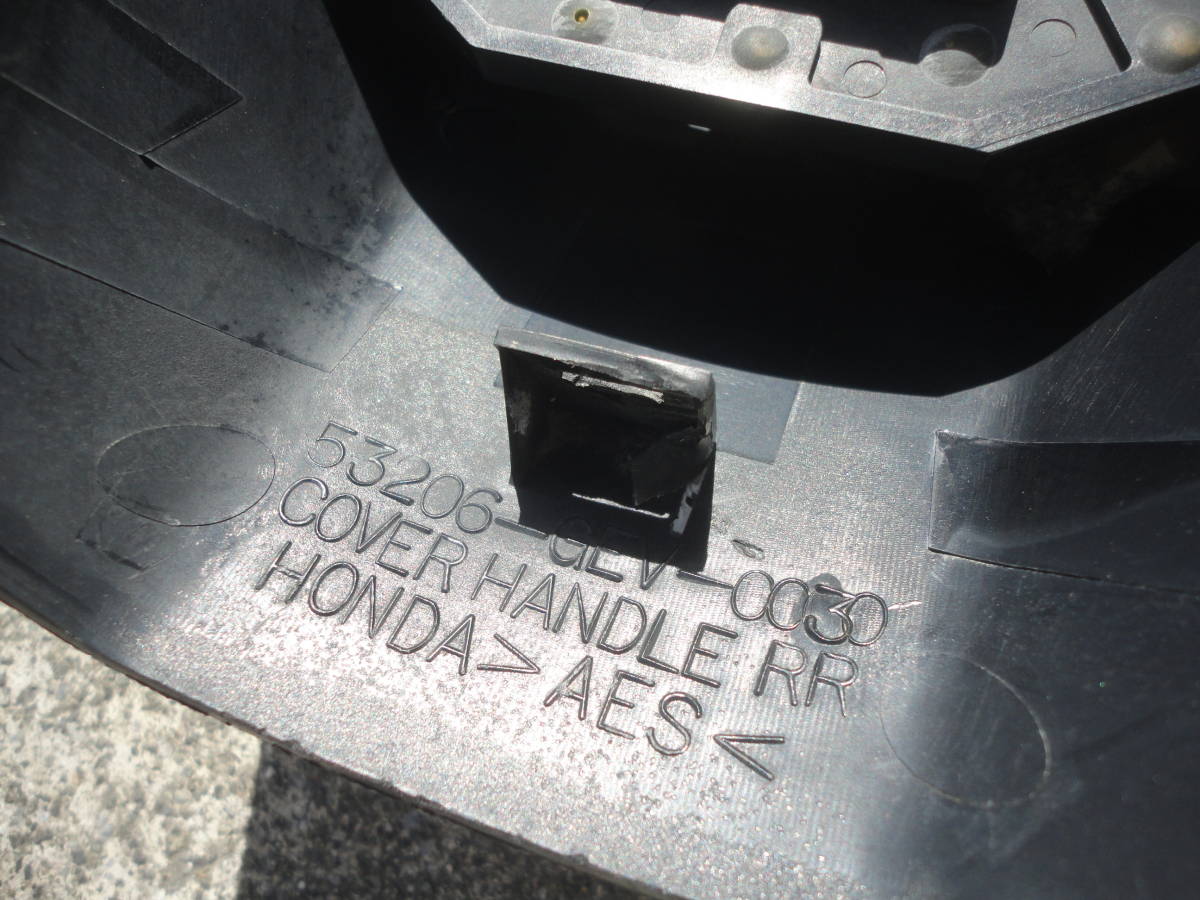 53206-GEV-0030
COVER HANDLE RR
HONDA >AES<